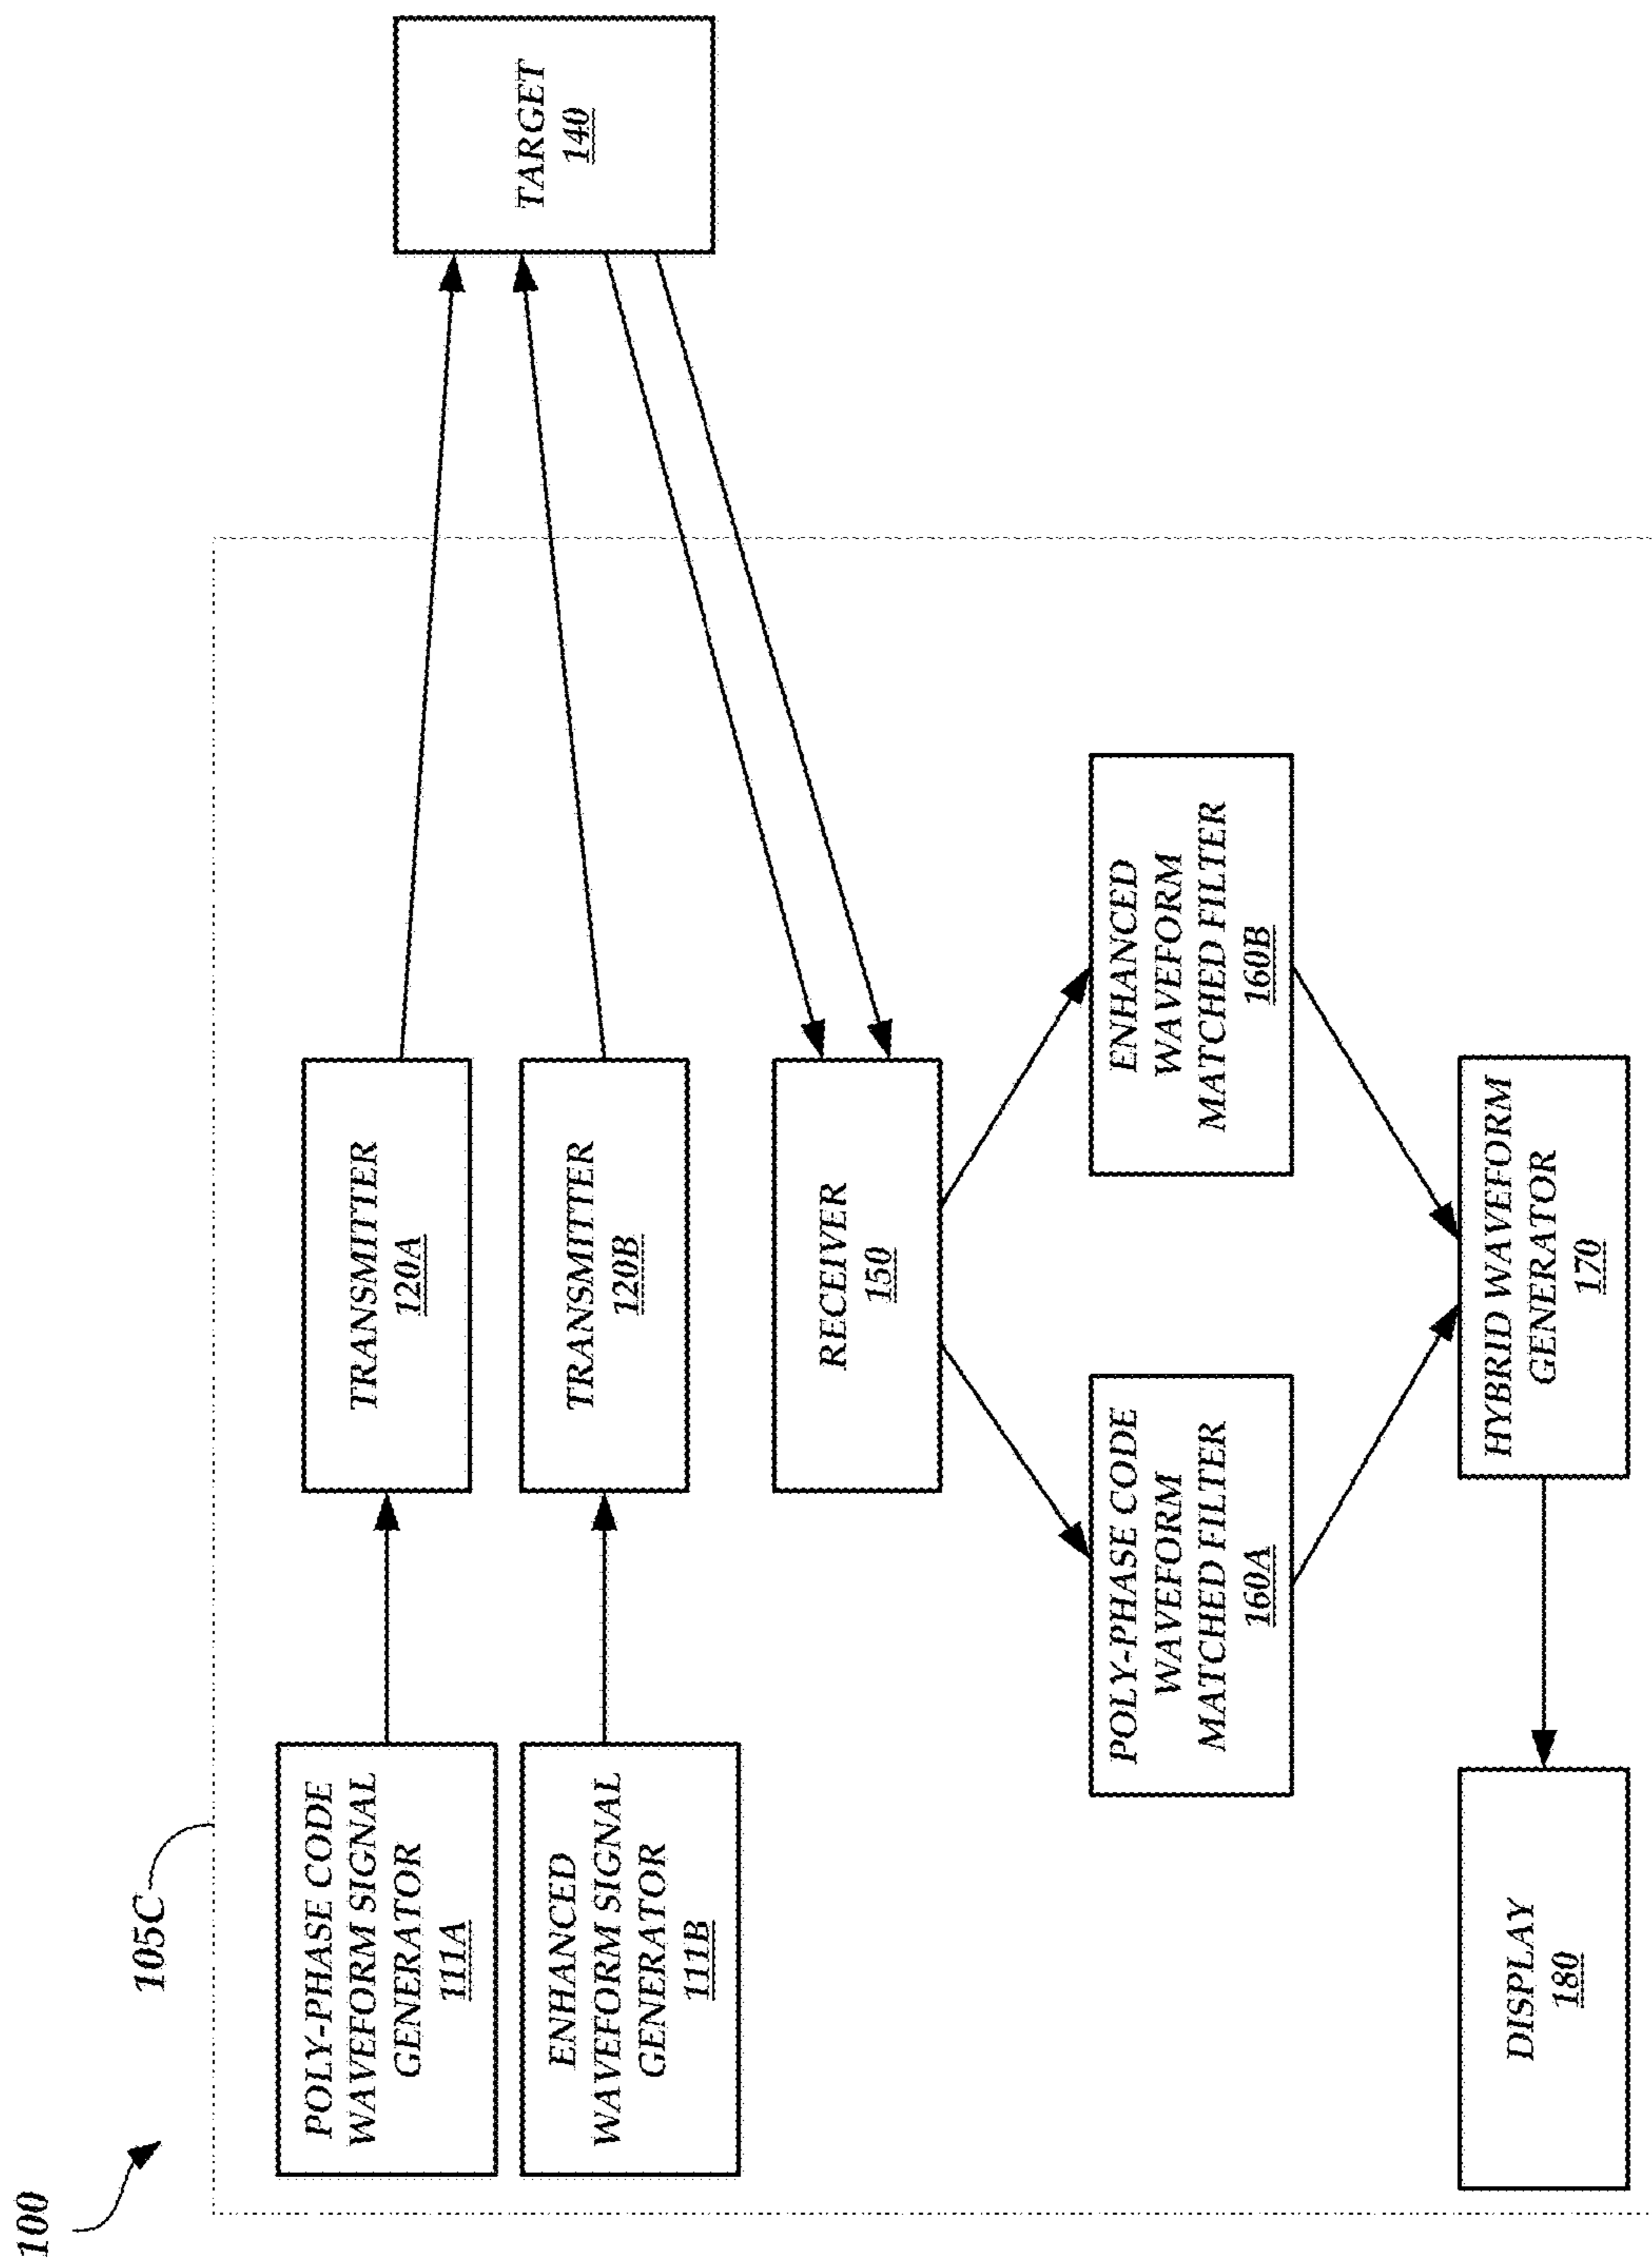 100
105C
POLY-PHASE CODE
WAVEFORM SIGNAL
GENERATOR
111A
TRANSMITTER
120A
TARGET
140
ENHANCED
WAVEFORM SIGNAL
GENERATOR
111B
TRANSMITTER
120B
RECEIVER
150
POLY-PHASE CODE
WAVEFORM
MATCHED FILTER
160A
ENHANCED
WAVEFORM
MATCHED FILTER
160B
DISPLAY
180
HYBRID WAVEFORM
GENERATOR
170